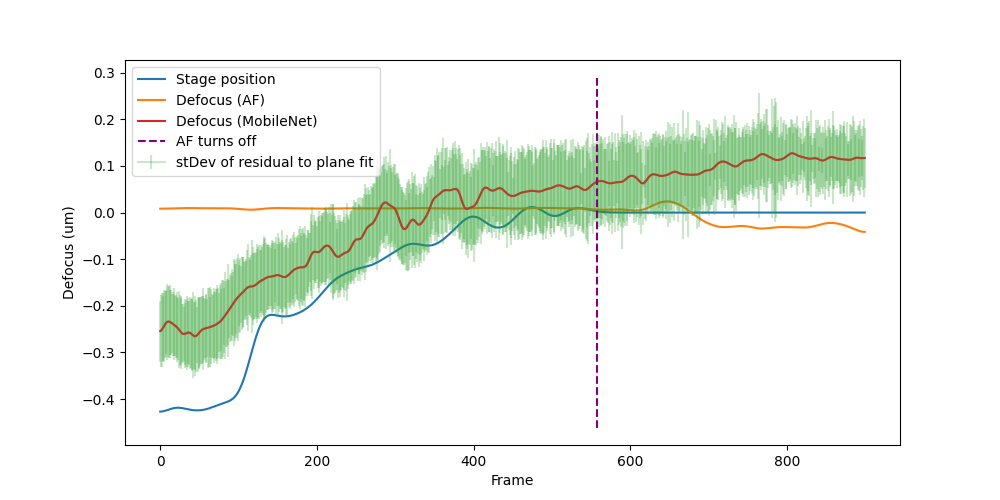 Stage position
Defocus (AF)
Defocus (MobileNet)
AF turns off
stDev of residual to plane fit
0.3
0.2
0.1
0.0
−0.1
−0.2
−0.3
−0.4
Defocus (um)
0
200
400
600
800
Frame